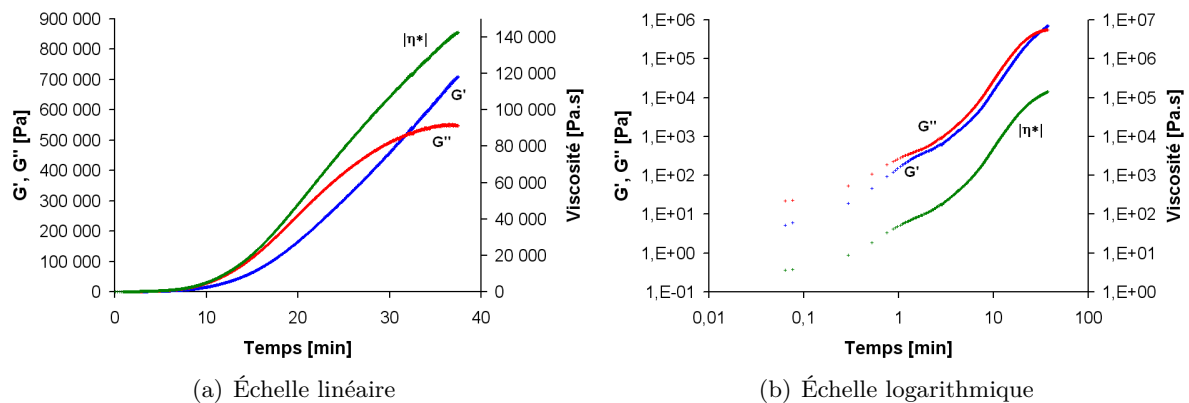 900 000
800 000
700 000
600 000
500 000
400 000
300 000
200 000
100 000
0
G', G'' [Pa]
140 000
120 000
100 000
80 000
60 000
40 000
20 000
0
Viscosité [Pa.s]
|η*|
G'
G''
0
10
20
30
40
Temps [min]
(a) Échelle linéaire
1,E+06
1,E+05
1,E+04
1,E+03
1,E+02
1,E+01
1,E+00
1,E-01
G', G'' [Pa]
1,E+07
1,E+06
1,E+05
1,E+04
1,E+03
1,E+02
1,E+01
1,E+00
Viscosité [Pa.s]
G''
G'
|η*|
0,01
0,1
1
10
100
Temps [min]
(b) Échelle logarithmique